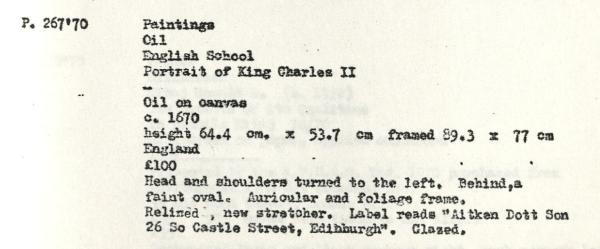 P. 267'70 Paintings
Oil
English School
Portrait of King Charles II
-
Oil on canvas
c. 1670
height 64.4 cm. x 53.7 cm framed 89.3 x 77 cm
England
£100
Head and shoulders turned to the left. Behind,a
faint oval. Auricular and foliage frame.
Relined , new stretcher. Label reads "Aitken Dott Son
26 So Castle Street, Edinburgh". Glazed.